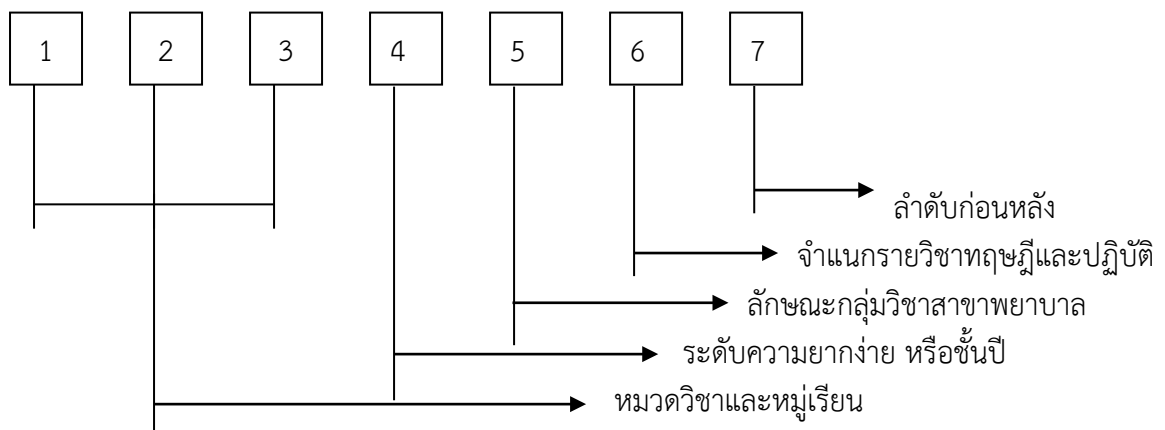 1 2 3 4 5 6 7
ลำดับก่อนหลัง
จำแนกรายวิชาทฤษฎีและปฏิบัติ
ลักษณะกลุ่มวิชาสาขาพยาบาล
ระดับความยากง่าย หรือชั้นปี
หมวดวิชาและหมู่เรียน